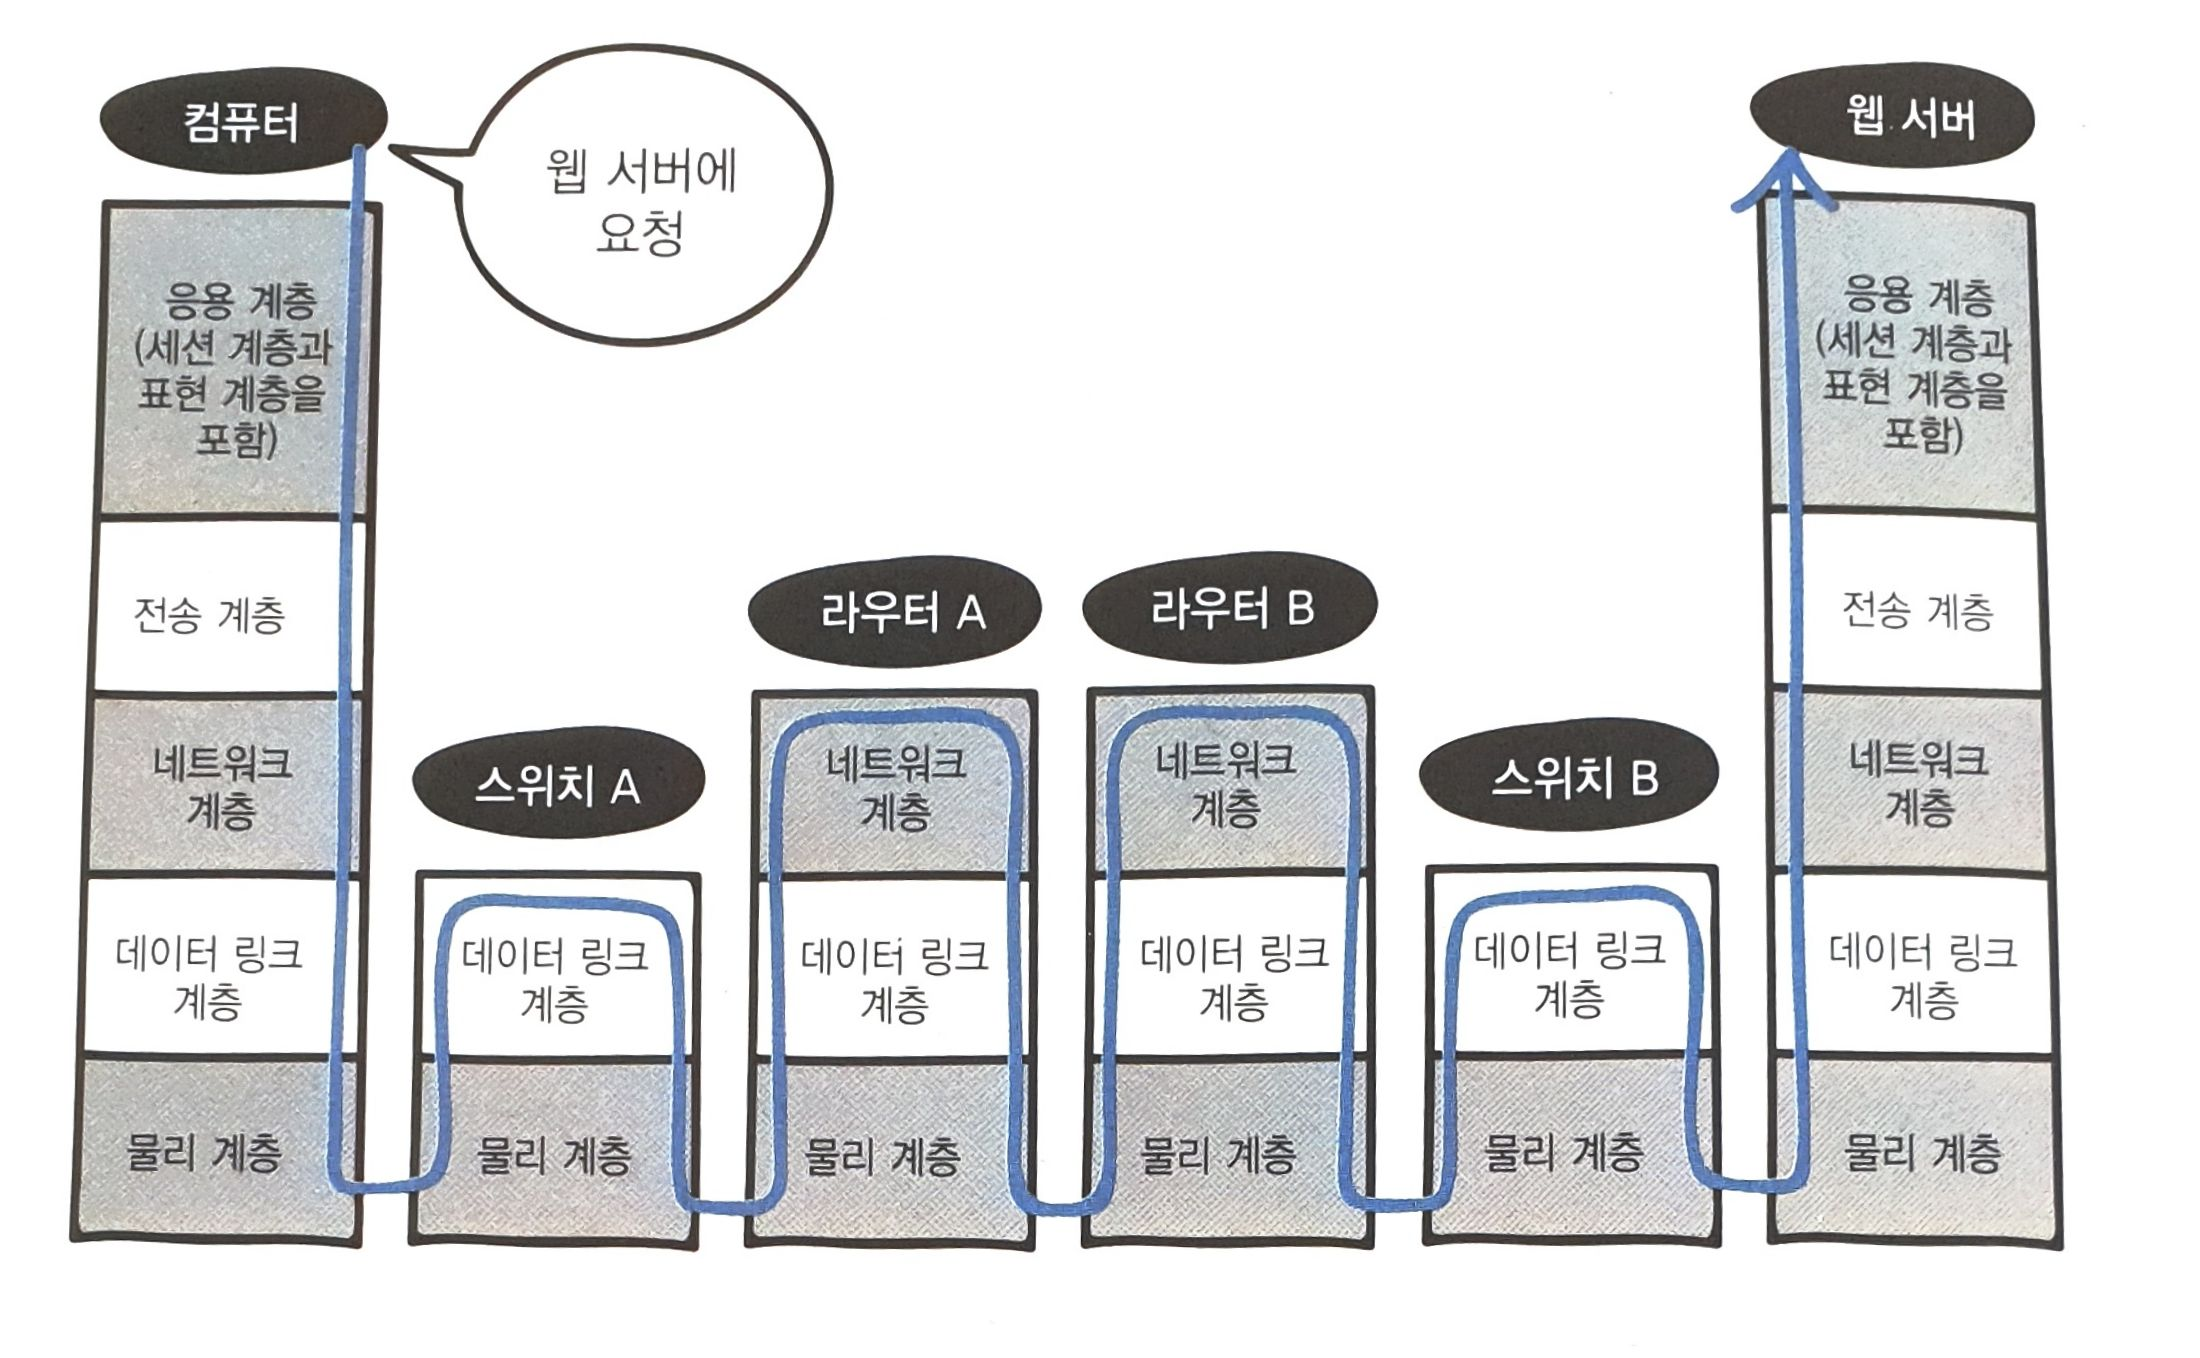 컴퓨터
웹 서버에
요청
웹 서버
응용 계층
(세션 계층과
표현 계층을
포함)
전송 계층
네트워크
계층
데이터 링크
계층
물리 계층
스위치 A
데이터 링크
계층
물리 계층
라우터 A
네트워크
계층
데이터 링크
계층
물리 계층
라우터 B
네트워크
계층
데이터 링크
계층
물리 계층
스위치 B
데이터 링크
계층
물리 계층
응용 계층
(세션 계층과
표현 계층을
포함)
전송 계층
네트워크
계층
데이터 링크
계층
물리 계층